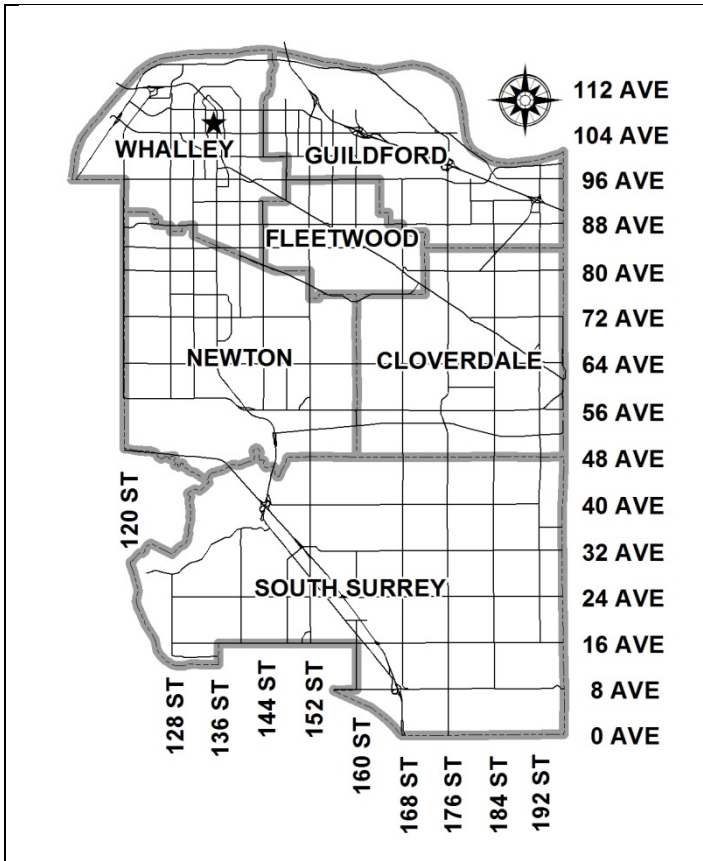 112 AVE
104 AVE
WHALLEY
GUILDFORD
96 AVE
88 AVE
FLEETWOOD
80 AVE
72 AVE
NEWTON
CLOVERDALE
64 AVE
56 AVE
48 AVE
120 ST
40 AVE
32 AVE
SOUTH SURREY
24 AVE
16 AVE
8 AVE
0 AVE
128 ST
136 ST
144 ST
152 ST
160 ST
168 ST
176 ST
184 ST
192 ST